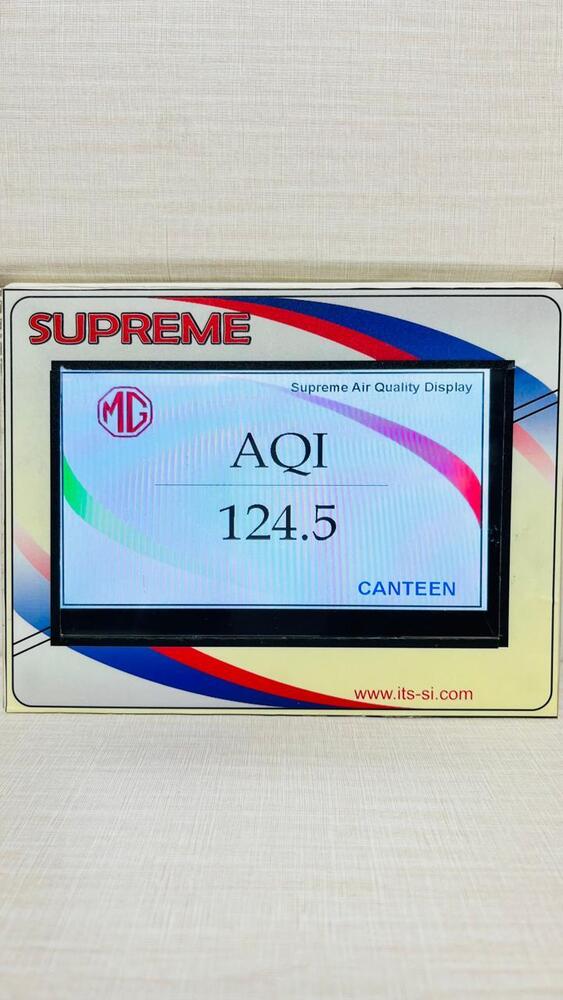 SUPREME
Supreme Air Quality Display
MG
AQI
124.5
CANTEEN
www.its-si.com